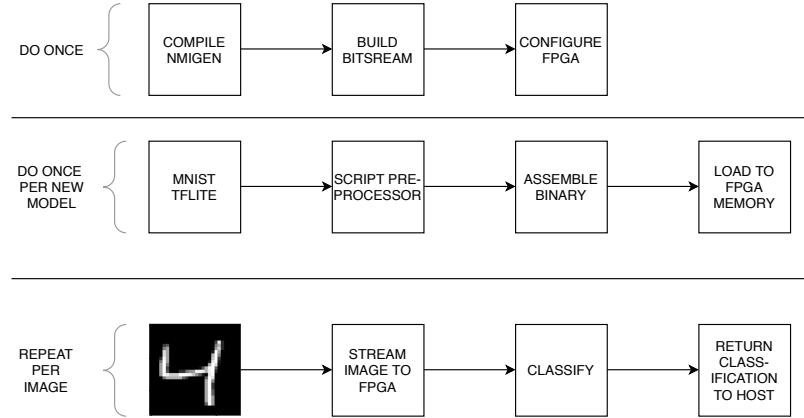 DO ONCE
COMPILE
NMIGEN
BUILD
BITSREAM
CONFIGURE
FPGA
DO ONCE
PER NEW
MODEL
MNIST
TFLITE
SCRIPT PRE-
PROCESSOR
ASSEMBLE
BINARY
LOAD TO
FPGA
MEMORY
REPEAT
PER
IMAGE
4
STREAM
IMAGE TO
FPGA
CLASSIFY
RETURN
CLASS-
IFICATION
TO HOST